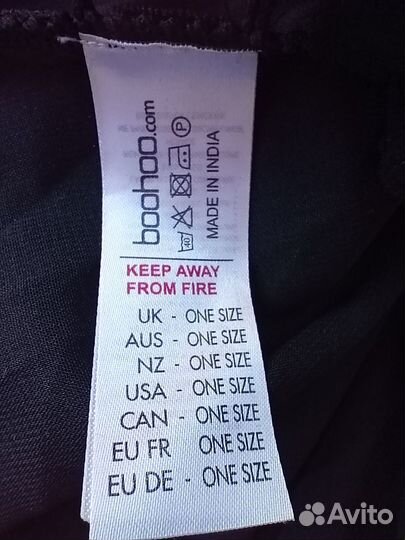 boohoo.com
40
P
MADE IN INDIA
KEEP AWAY
FROM FIRE
UK - ONE SIZE
AUS - ONE SIZE
NZ - ONE SIZE
USA - ONE SIZE
CAN - ONE SIZE
EU FR ONE SIZE
EU DE - ONE SIZE
Avito